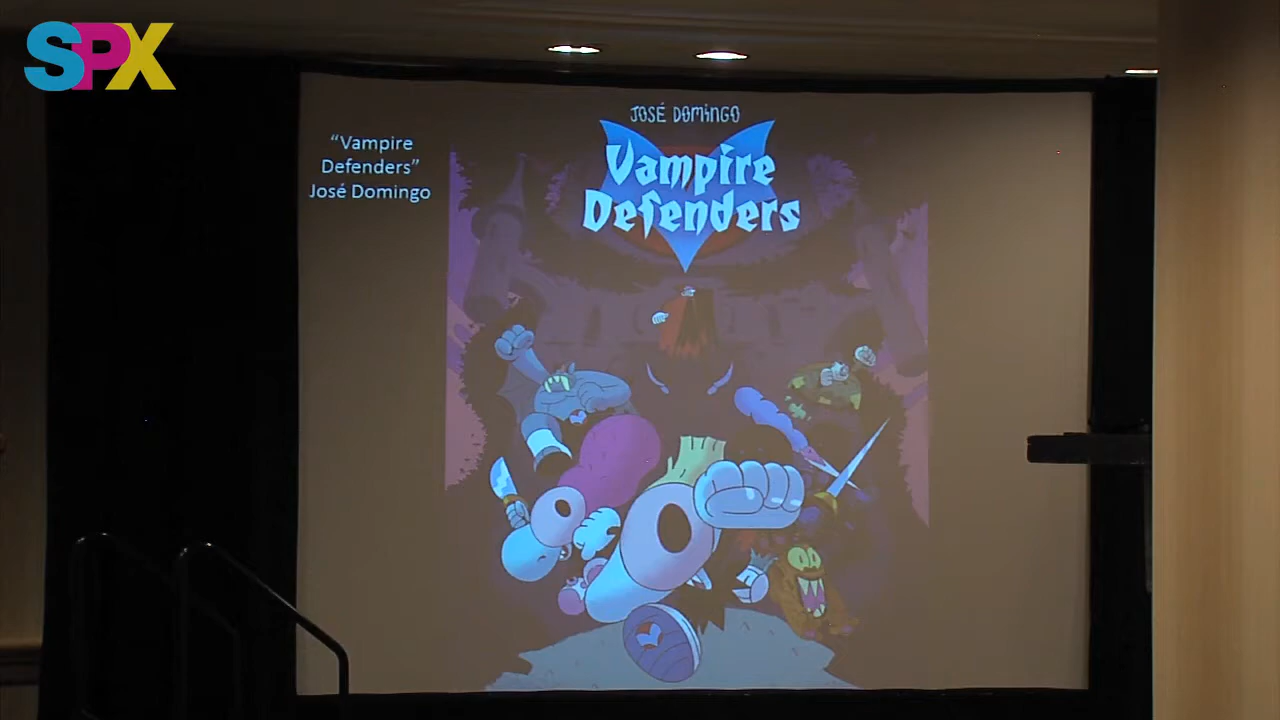 SPX
“Vampire
Defenders”
José Domingo
JOSÉ DOMiNGO
Vampire
Defenders